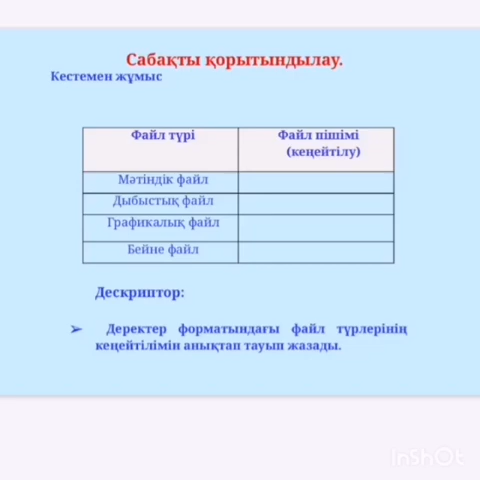 Сабақты қорытындылау.
Кестемен жұмыс
Файл түрі Файл пішімі
(кеңейтілу)
Мәтіндік файл
Дыбыстық файл
Графикалық файл
Бейне файл
Дескриптор:
➢ Деректер форматындағы файл түрлерінің
кеңейтілімін анықтап тауып жазады.
InShOt